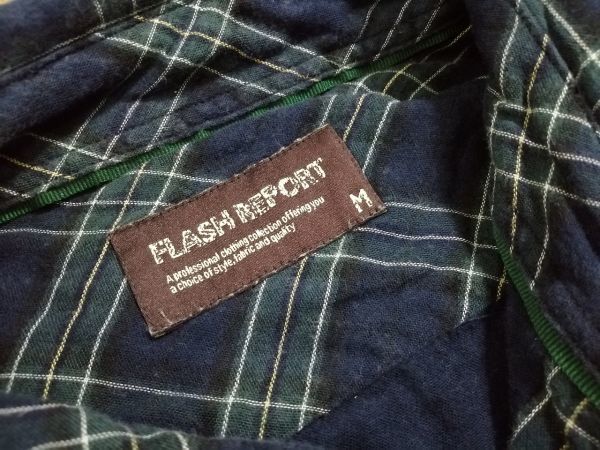 FLASH REPORT
A professional clothing collection offering you
a choice of style, fabric and quality
M